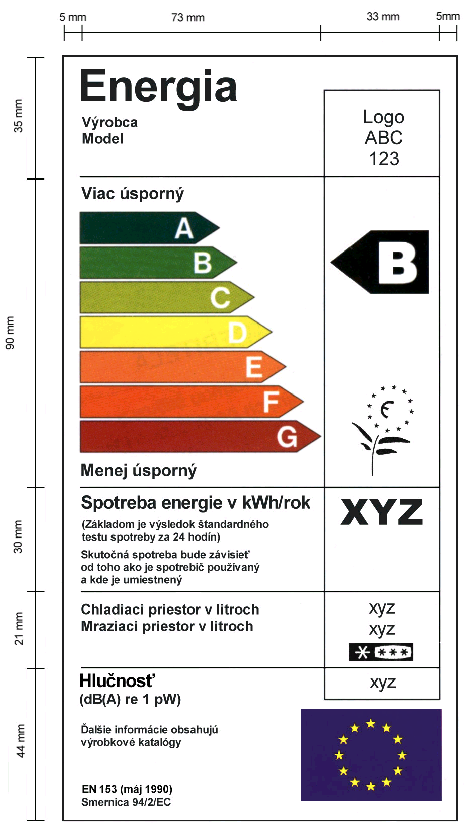 5 mm
73 mm
33 mm
5mm
35 mm
Energia
Výrobca
Model
Logo
ABC
123
90 mm
Viac úsporný
A
B
C
D
E
F
G
B
Menej úsporný
30 mm
Spotreba energie v kWh/rok
(Základom je výsledok štandardného
testu spotreby za 24 hodín)
Skutočná spotreba bude závisieť
od toho ako je spotrebič používaný
a kde je umiestnený
XYZ
21 mm
Chladiaci priestor v litroch
Mraziaci priestor v litroch
xyz
xyz
44 mm
Hlučnosť
(dB(A) re 1 pW)
xyz
Ďalšie informácie obsahujú
výrobkové katalógy
EN 153 (máj 1990)
Smernica 94/2/EC